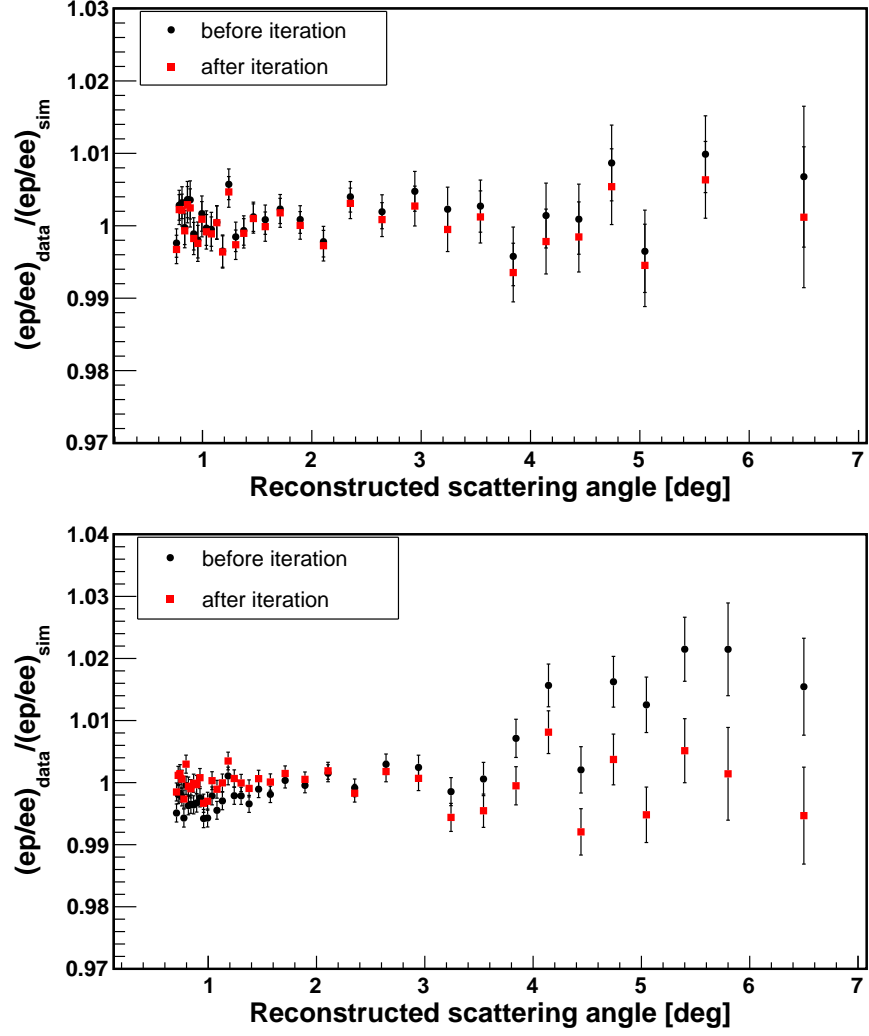 1.03
1.02
1.01
1
0.99
0.98
0.97
(ep/ee)data/(ep/ee)sim
before iteration
after iteration
1 2 3 4 5 6 7
Reconstructed scattering angle [deg]
1.04
1.03
1.02
1.01
1
0.99
0.98
0.97
(ep/ee)data/(ep/ee)sim
before iteration
after iteration
1 2 3 4 5 6 7
Reconstructed scattering angle [deg]